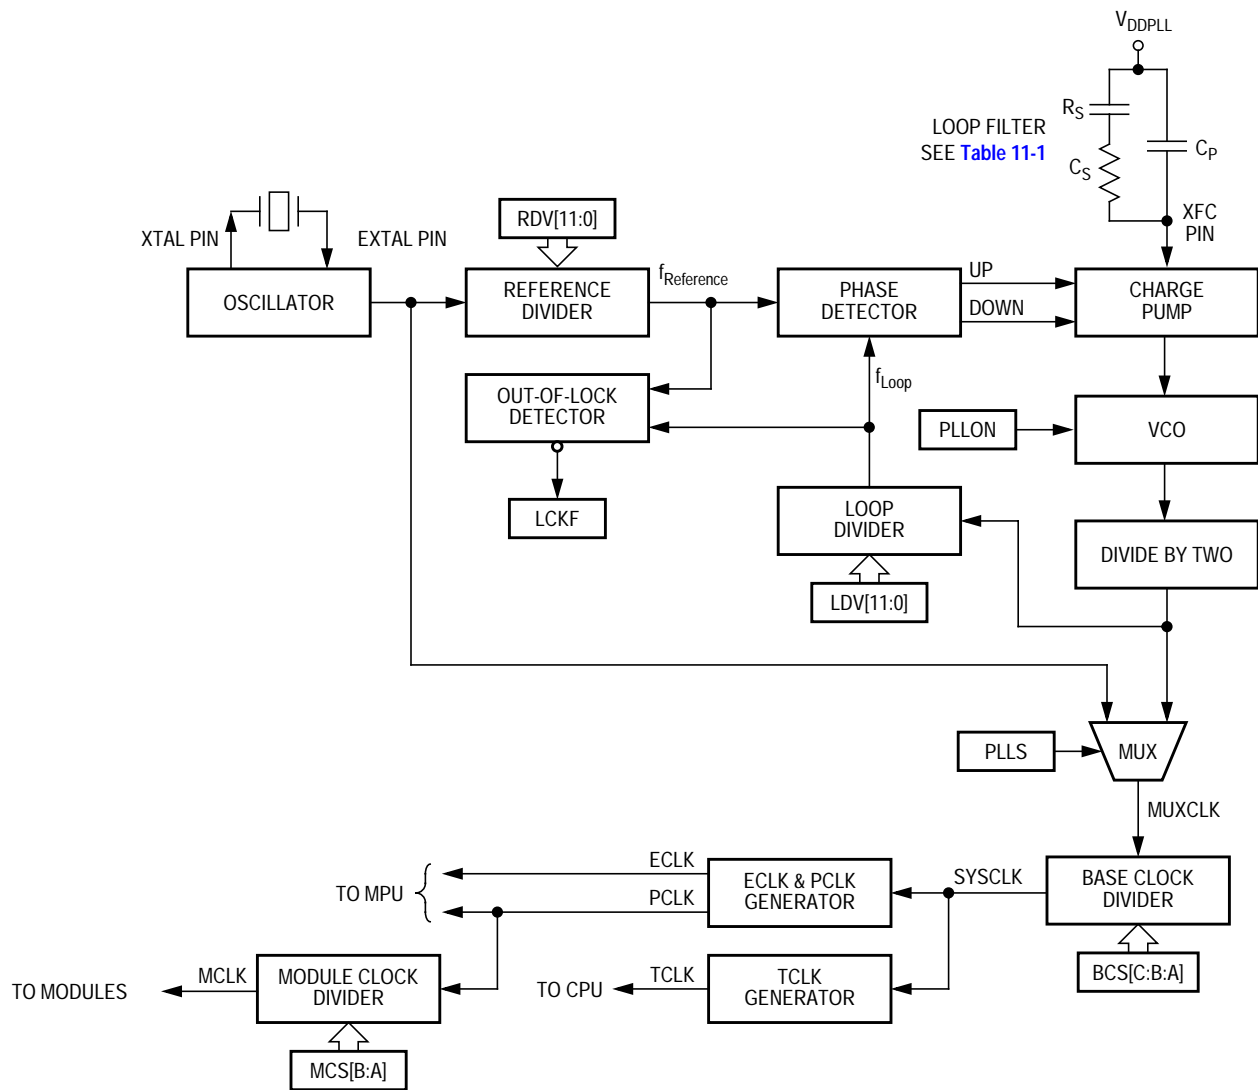 VDDPLL
RS
LOOP FILTER
SEE Table 11-1
CP
CS
XFC
PIN
RDV[11:0]
XTAL PIN
EXTAL PIN
fReference
UP
OSCILLATOR
REFERENCE
DIVIDER
PHASE
DETECTOR
CHARGE
PUMP
DOWN
fLoop
OUT-OF-LOCK
DETECTOR
PLLON
VCO
LCKF
LOOP
DIVIDER
DIVIDE BY TWO
LDV[11:0]
PLLS
MUX
MUXCLK
ECLK
TO MPU
PCLK
ECLK & PCLK
GENERATOR
SYSCLK
BASE CLOCK
DIVIDER
BCS[C:B:A]
TO MODULES
MCLK
MODULE CLOCK
DIVIDER
TO CPU
TCLK
TCLK
GENERATOR
MCS[B:A]